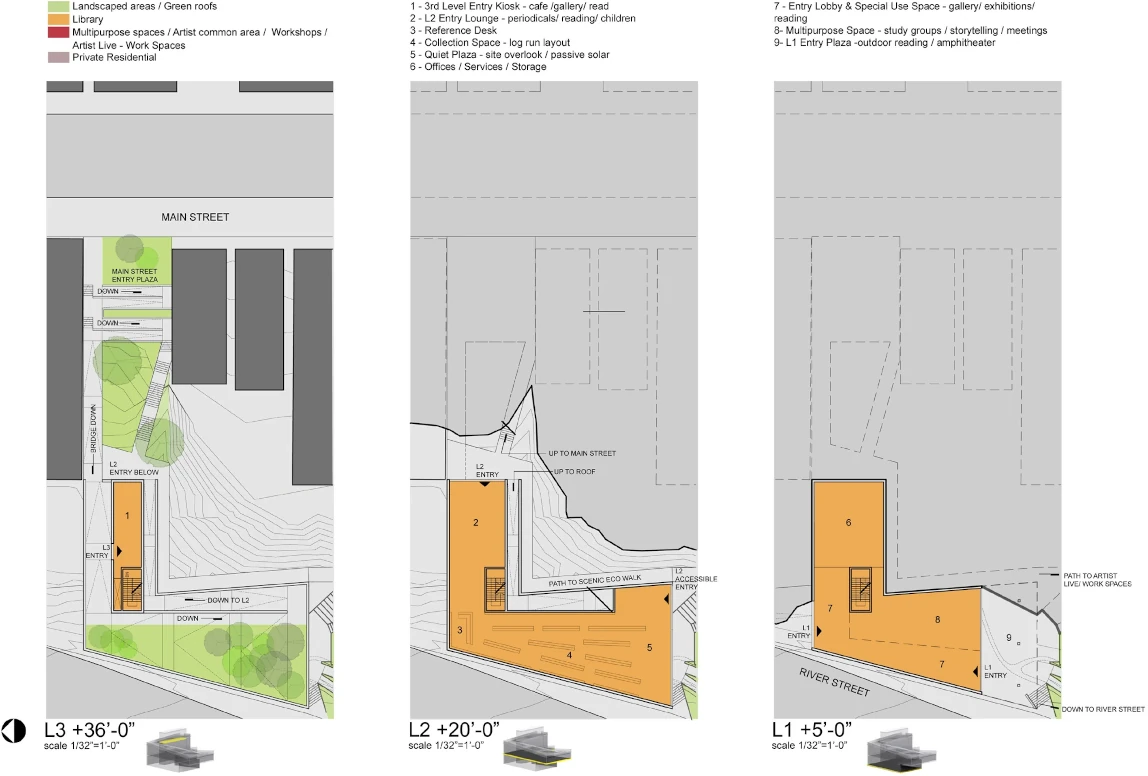 Landscaped areas / Green roofs
Library
Multipurpose spaces / Artist common area / Workshops /
Artist Live - Work Spaces
Private Residential
1 - 3rd Level Entry Kiosk - cafe /gallery/ read
2 - L2 Entry Lounge - periodicals/ reading/ children
3 - Reference Desk
4 - Collection Space - log run layout
5 - Quiet Plaza - site overlook / passive solar
6 - Offices / Services / Storage
7 - Entry Lobby & Special Use Space - gallery/ exhibitions/
reading
8- Multipurpose Space - study groups / storytelling / meetings
9- L1 Entry Plaza -outdoor reading / amphitheater
MAIN STREET
MAIN STREET
ENTRY PLAZA
DOWN
DOWN
BRIDGE DOWN
L2
ENTRY BELOW
1
L3
ENTRY
DOWN TO L2
DOWN
L3 +36'-0"
scale 1/32"=1'-0"
UP TO MAIN STREET
L2
ENTRY
UP TO ROOF
2
PATH TO SCENIC ECO WALK
L2
ACCESSIBLE
ENTRY
3
4
5
L2 +20'-0"
scale 1/32"=1'-0"
6
PATH TO ARTIST
LIVE/ WORK SPACES
7
8
9
L1
ENTRY
7
L1
ENTRY
RIVER STREET
DOWN TO RIVER STREET
L1 +5'-0"
scale 1/32"=1'-0"